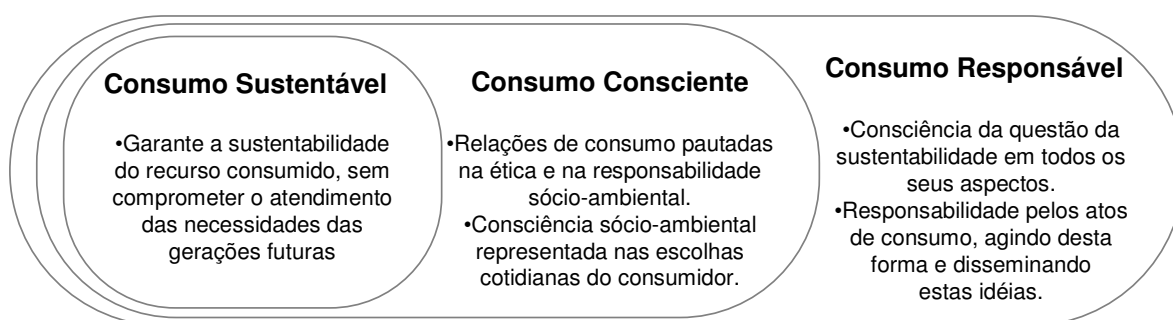 Consumo Sustentável
•Garante a sustentabilidade
do recurso consumido, sem
comprometer o atendimento
das necessidades das
gerações futuras
Consumo Consciente
•Relações de consumo pautadas
na ética e na responsabilidade
sócio-ambiental.
•Consciência sócio-ambiental
representada nas escolhas
cotidianas do consumidor.
Consumo Responsável
•Consciência da questão da
sustentabilidade em todos os
seus aspectos.
•Responsabilidade pelos atos
de consumo, agindo desta
forma e disseminando
estas idéias.